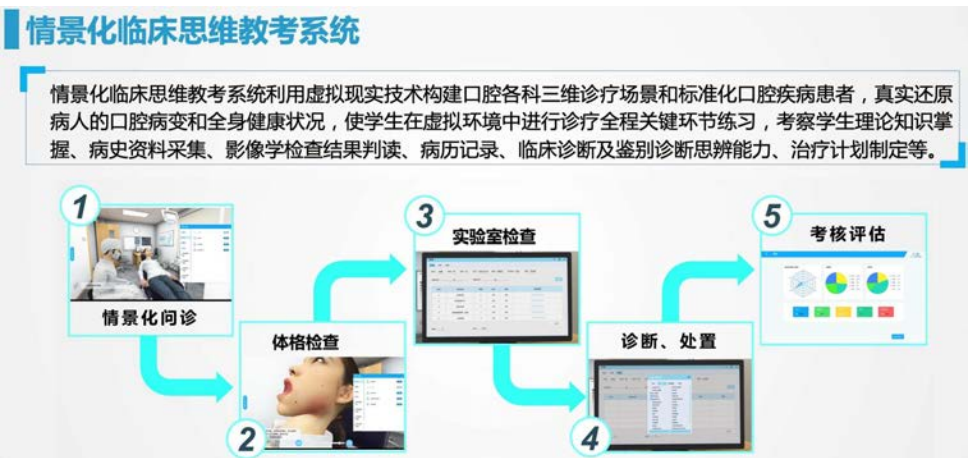 情景化临床思维教考系统
情景化临床思维教考系统利用虚拟现实技术构建口腔各科三维诊疗场景和标准化口腔疾病患者，真实还原
病人的口腔病变和全身健康状况，使学生在虚拟环境中进行诊疗全程关键环节练习，考察学生理论知识掌
握、病史资料采集、影像学检查结果判读、病历记录、临床诊断及鉴别诊断思辨能力、治疗计划制定等。
1
情景化问诊
体格检查
2
3
实验室检查
诊断、处置
4
5
考核评估